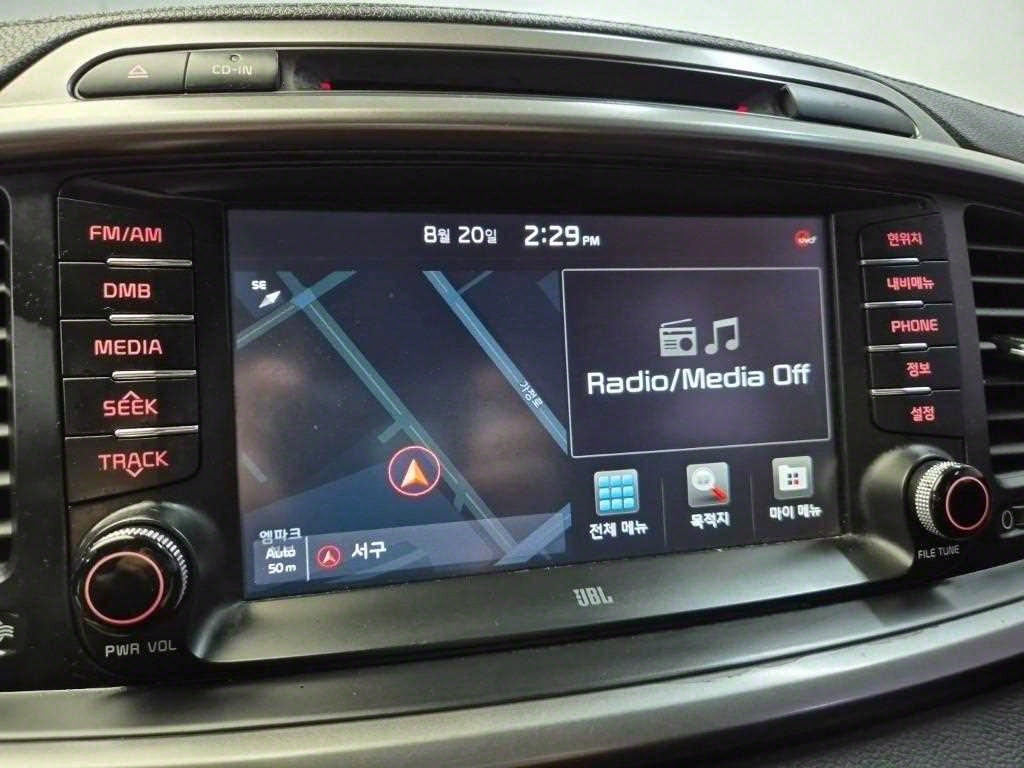 CD-IN
FM/AM
DMB
MEDIA
SEEK
TRACK
PWR VOL
8월 20일 2:29 PM
UVO
SE
가정로
엠파크
Auto
50 m
서구
Radio/Media Off
전체 메뉴
목적지
마이 메뉴
JBL
현위치
내비메뉴
PHONE
정보
설정
FILE TUNE